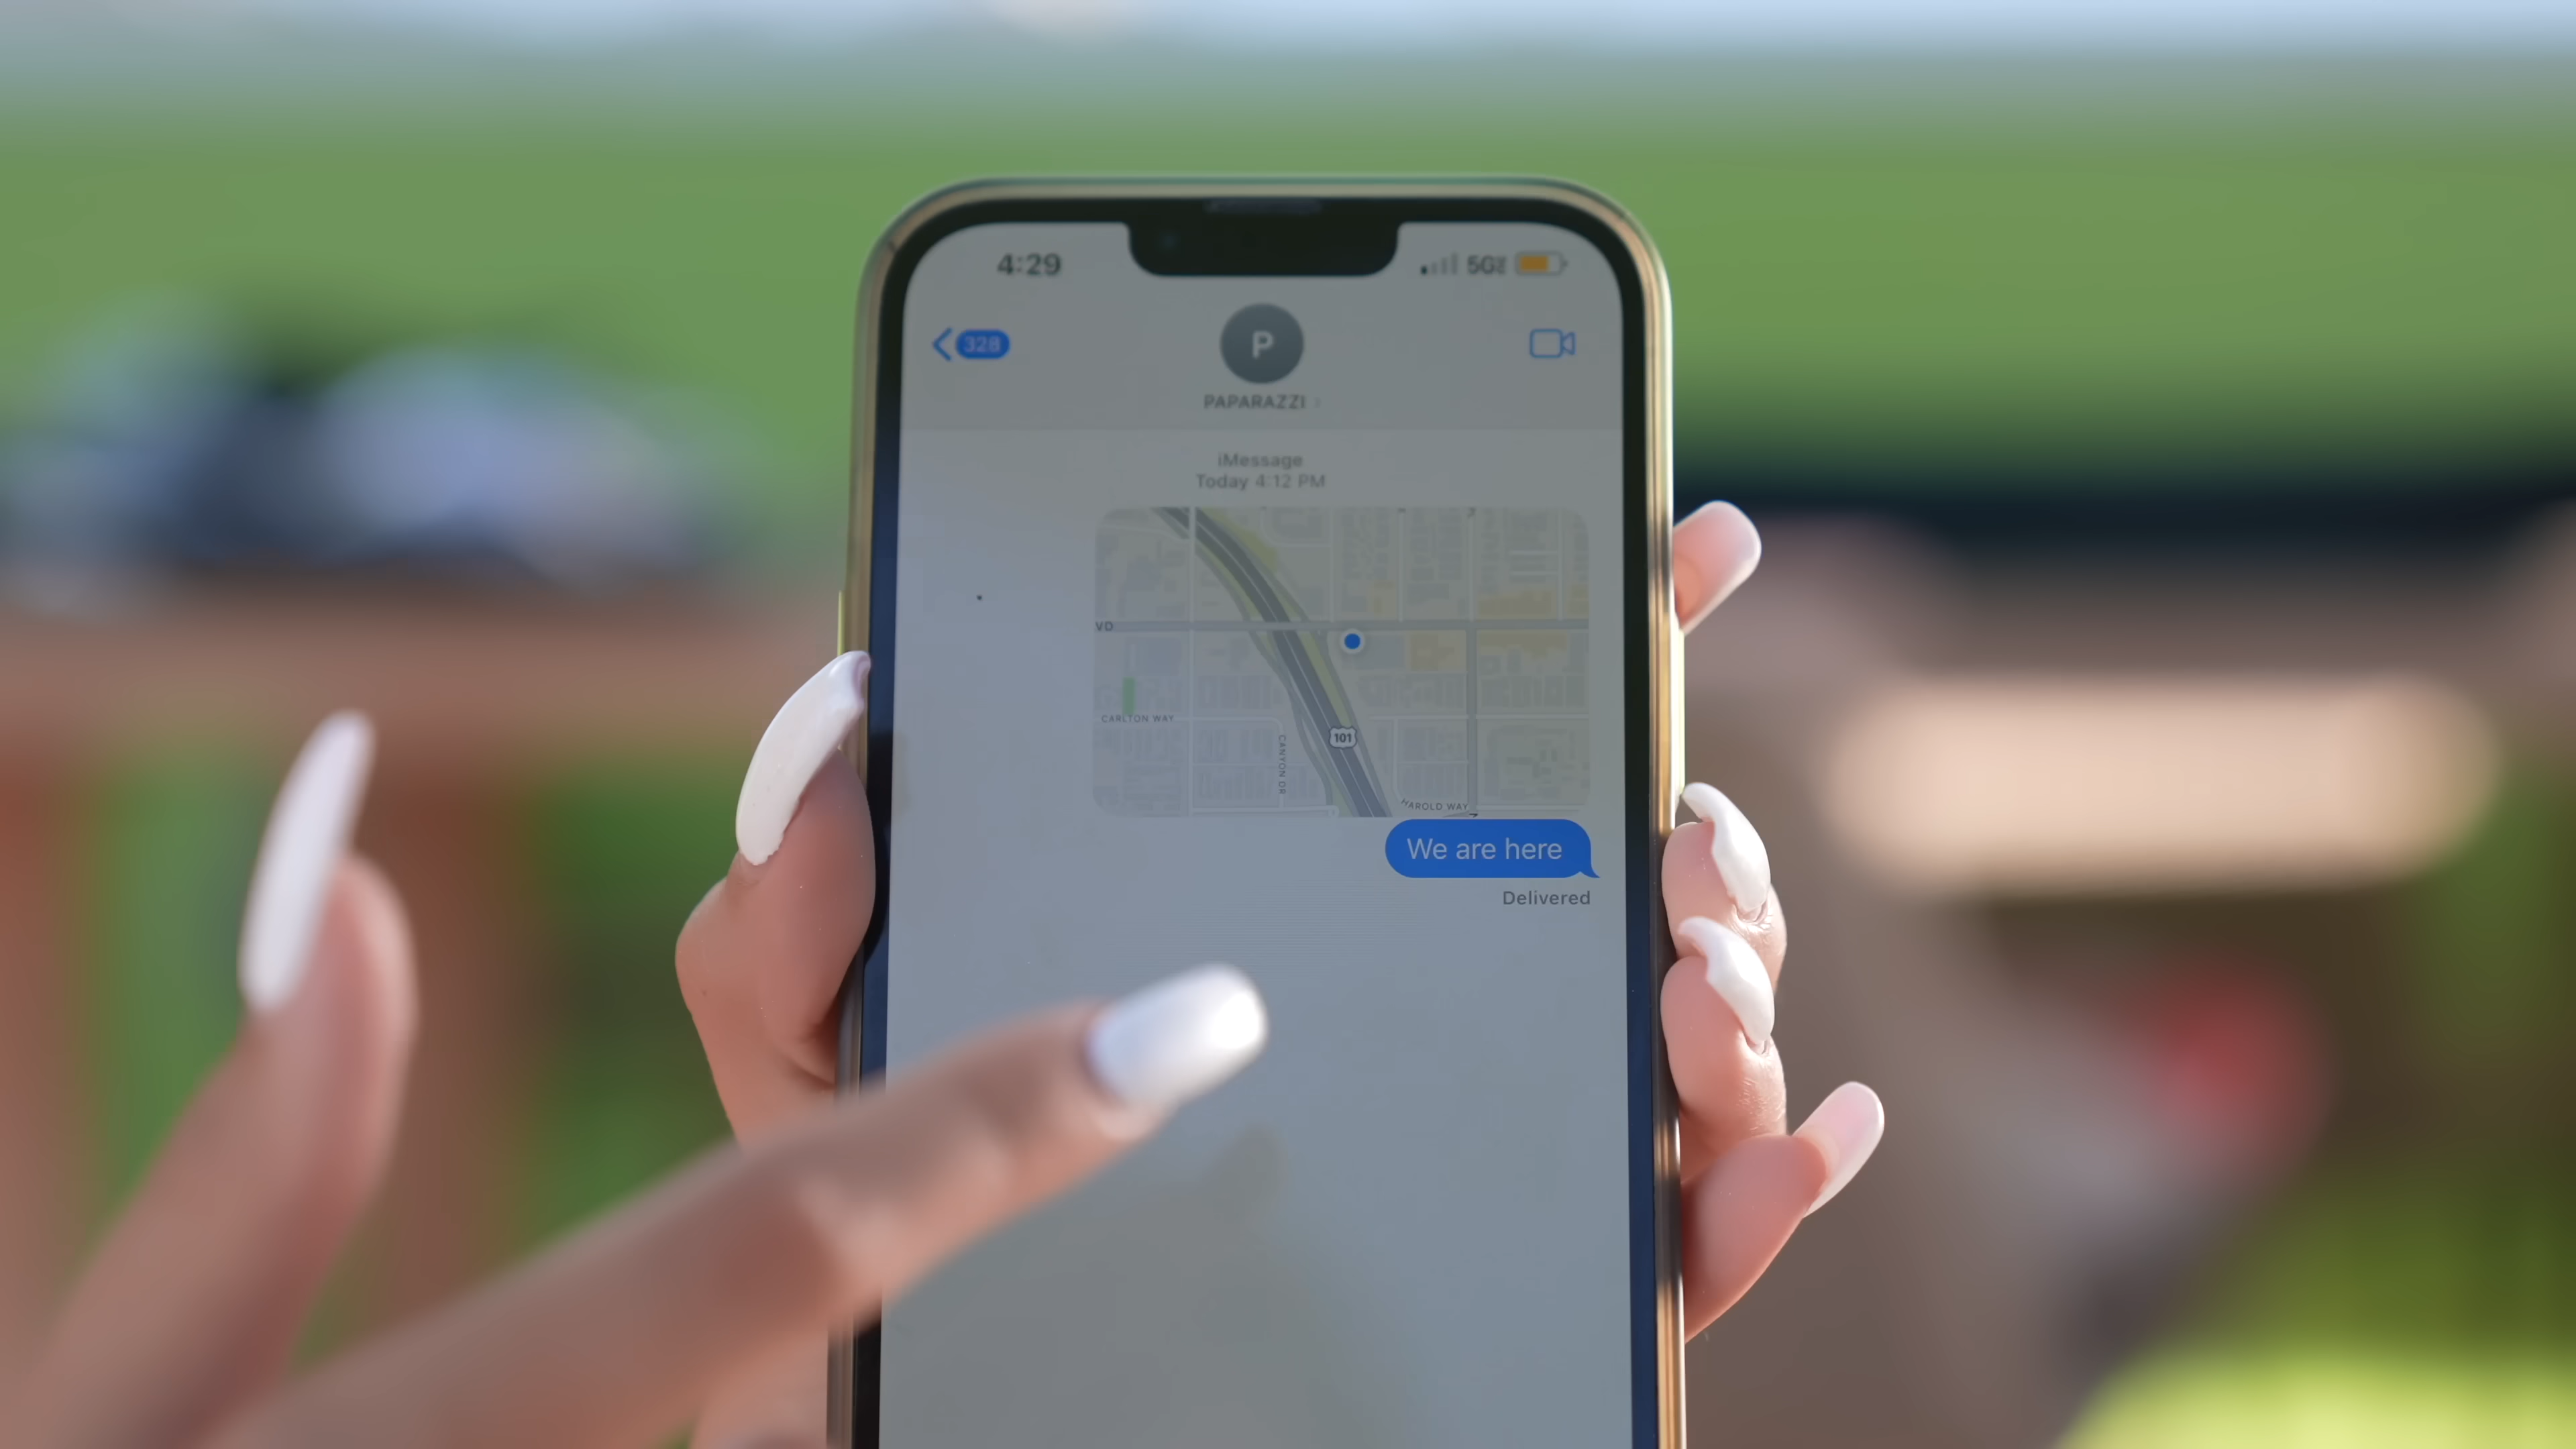 4:29
5G
328
P
PAPARAZZI
iMessage
Today 4:12 PM
VD
CARLTON WAY
101
CANYON DR
HAROLD WAY
We are here
Delivered